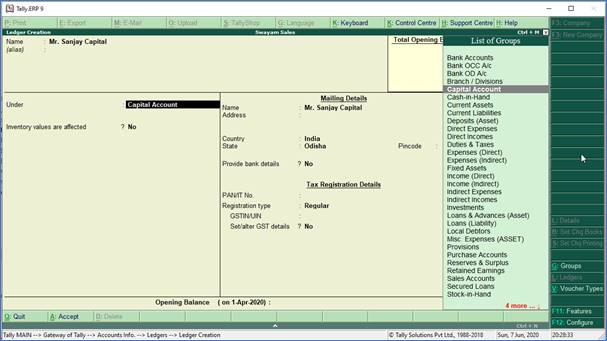 Tally.ERP 9
P: Print
E: Export
M: E-Mail
O: Upload
S: TallyShop
G: Language
K: Keyboard
K: Control Centre
H: Support Centre
H: Help
F3: Company
F3: New Company
Ledger Creation
Swayam Sales
Ctrl + M
Name : Mr. Sanjay Capital
(alias) :
Total Opening
List of Groups
Bank Accounts
Bank OCC A/c
Bank OD A/c
Branch / Divisions
Capital Account
Cash-in-Hand
Current Assets
Current Liabilities
Deposits (Asset)
Direct Expenses
Direct Incomes
Duties & Taxes
Expenses (Direct)
Expenses (Indirect)
Fixed Assets
Income (Direct)
Income (Indirect)
Indirect Expenses
Indirect Incomes
Investments
Loans & Advances (Asset)
Loans (Liability)
Local Debtors
Misc. Expenses (ASSET)
Provisions
Purchase Accounts
Reserves & Surplus
Retained Earnings
Sales Accounts
Secured Loans
Stock-in-Hand
4 more ... ↓
Under : Capital Account
Inventory values are affected ? No
Mailing Details
Name : Mr. Sanjay Capital
Address :
Country : India
State : Odisha
Pincode :
Provide bank details ? No
Tax Registration Details
PAN/IT No. :
Registration type : Regular
GSTIN/UIN :
Set/alter GST details ? No
L: Details
B: Set Chq Books
S: Set Chq Printing
G: Groups
L: Ledgers
V: Voucher Types
F11: Features
F12: Configure
Opening Balance ( on 1-Apr-2020) :
Q: Quit
A: Accept
D: Delete
Ctrl + N
Tally MAIN --> Gateway of Tally --> Accounts Info. --> Ledgers --> Ledger Creation
© Tally Solutions Pvt Ltd., 1988-2018
Sun, 7 Jun, 2020
20:28:33